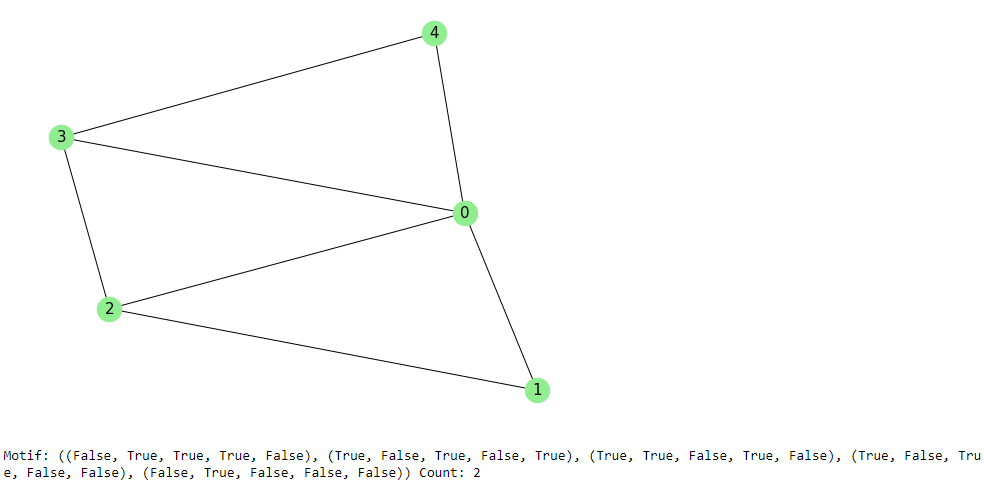 4
3
0
2
1
Motif: ((False, True, True, True, False), (True, False, True, False, True), (True, True, False, True, False), (True, False, Tru
e, False, False), (False, True, False, False, False)) Count: 2